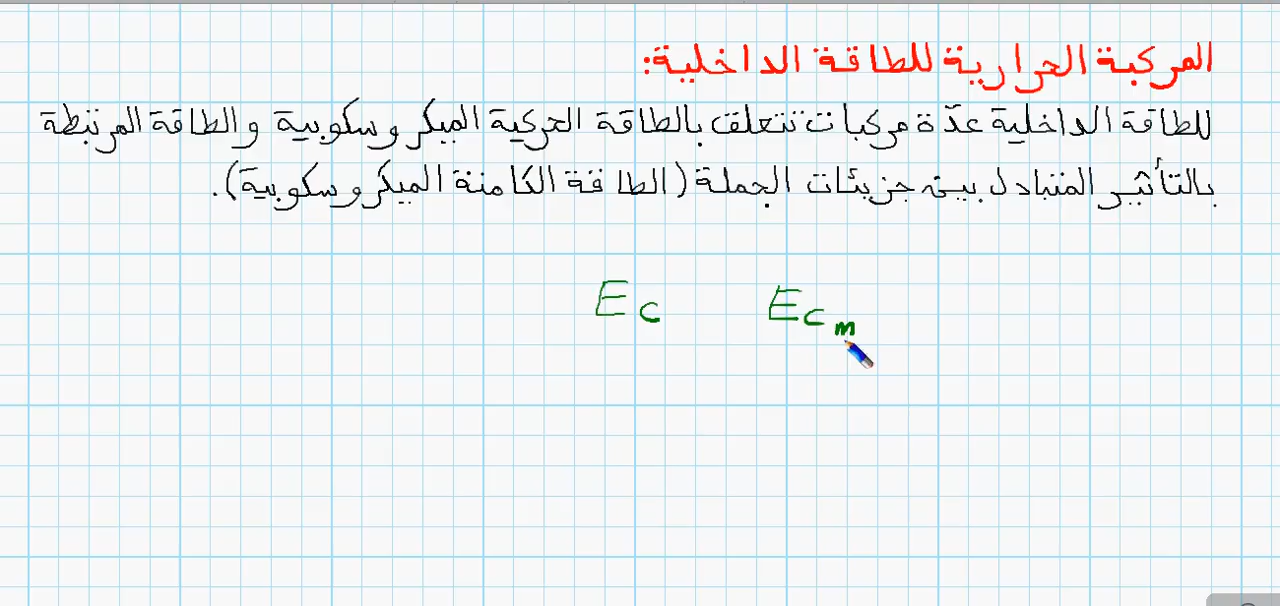 المركبة الحرارية للطاقة الداخلية:
للطاقة الداخلية عدّة مركبات تتعلق بالطاقة الحركية الميكروسكوبية والطاقة المرتبطة
بالتأثير المتبادل بين جزيئات الجملة (الطاقة الكامنة الميكروسكوبية).
Ec Ecm